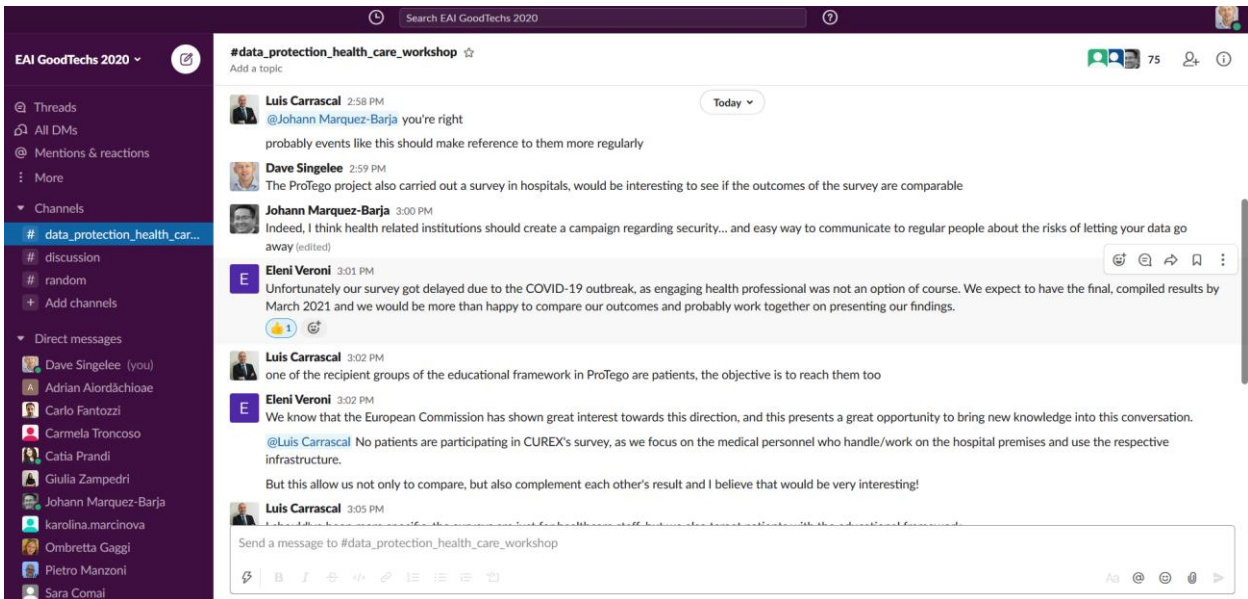 Search EAI GoodTechs 2020
EAI GoodTechs 2020
Threads
All DMs
@ Mentions & reactions
More
Channels
# data_protection_health_car...
# discussion
# random
+ Add channels
Direct messages
Dave Singelee (you)
A Adrian Aiordăchioae
Carlo Fantozzi
Carmela Troncoso
Catia Prandi
Giulia Zampedri
Johann Marquez-Barja
karolina.marcinova
Ombretta Gaggi
Pietro Manzoni
Sara Comai
#data_protection_health_care_workshop
Add a topic
75
Today
Luis Carrascal 2:58 PM
@Johann Marquez-Barja you're right
probably events like this should make reference to them more regularly
Dave Singelee 2:59 PM
The ProTego project also carried out a survey in hospitals, would be interesting to see if the outcomes of the survey are comparable
Johann Marquez-Barja 3:00 PM
Indeed, I think health related institutions should create a campaign regarding security... and easy way to communicate to regular people about the risks of letting your data go
away (edited)
E Eleni Veroni 3:01 PM
Unfortunately our survey got delayed due to the COVID-19 outbreak, as engaging health professional was not an option of course. We expect to have the final, compiled results by
March 2021 and we would be more than happy to compare our outcomes and probably work together on presenting our findings.
👍 1
Luis Carrascal 3:02 PM
one of the recipient groups of the educational framework in ProTego are patients, the objective is to reach them too
E Eleni Veroni 3:02 PM
We know that the European Commission has shown great interest towards this direction, and this presents a great opportunity to bring new knowledge into this conversation.
@Luis Carrascal No patients are participating in CUREX's survey, as we focus on the medical personnel who handle/work on the hospital premises and use the respective
infrastructure.
But this allow us not only to compare, but also complement each other's result and I believe that would be very interesting!
Luis Carrascal 3:05 PM
Send a message to #data_protection_health_care_workshop
B I S </> Aa @